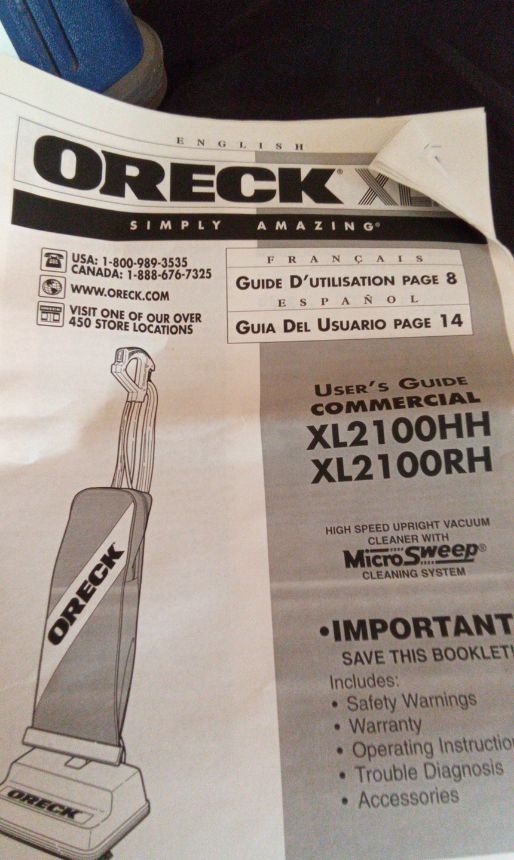 ENGLISH
ORECK® XL
SIMPLY AMAZING®
USA: 1-800-989-3535
CANADA: 1-888-676-7325
WWW.ORECK.COM
VISIT ONE OF OUR OVER
450 STORE LOCATIONS
FRANÇAIS
GUIDE D'UTILISATION PAGE 8
ESPAÑOL
GUIA DEL USUARIO PAGE 14
USER'S GUIDE
COMMERCIAL
XL2100HH
XL2100RH
HIGH SPEED UPRIGHT VACUUM
CLEANER WITH
MicroSweep®
CLEANING SYSTEM
ORECK
ORECK
•IMPORTANT
SAVE THIS BOOKLET!
Includes:
• Safety Warnings
• Warranty
• Operating Instructio
• Trouble Diagnosis
• Accessories